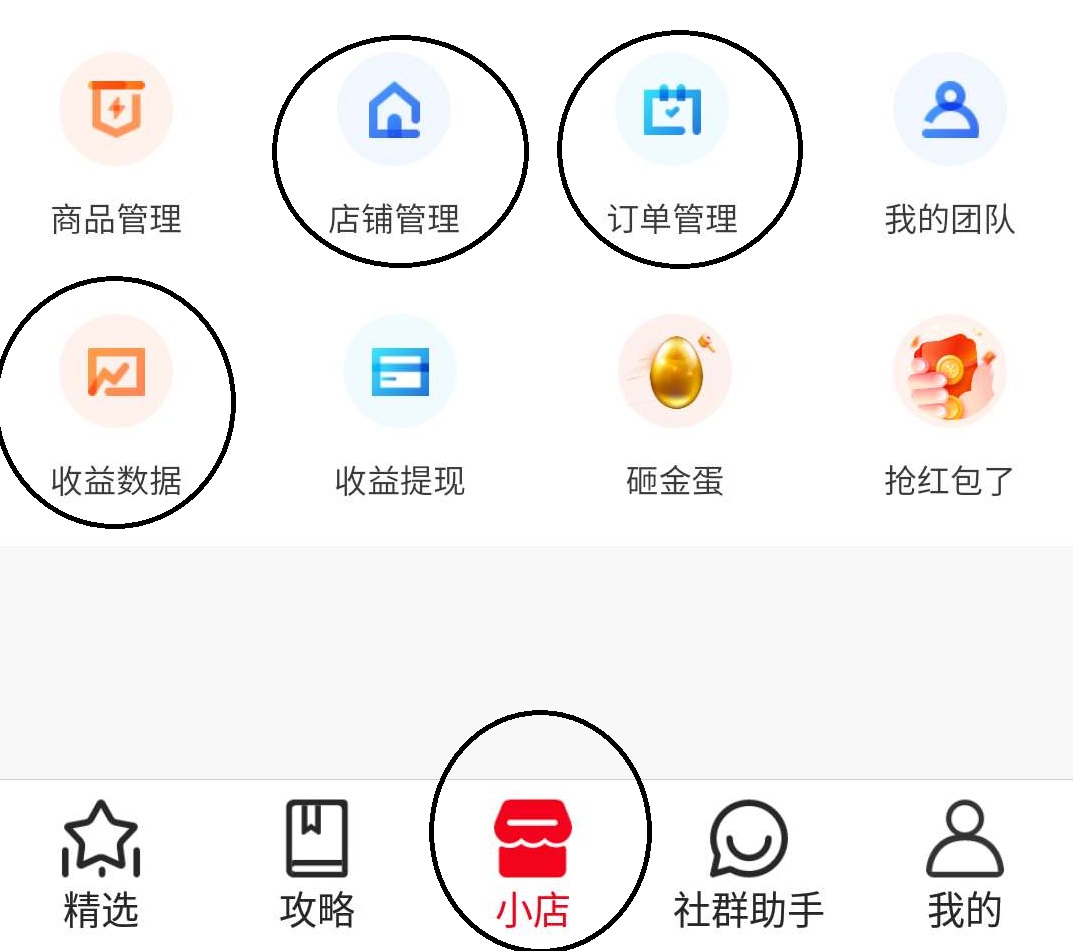 商品管理 店铺管理 订单管理 我的团队
收益数据 收益提现 砸金蛋 抢红包了
精选 攻略 小店 社群助手 我的